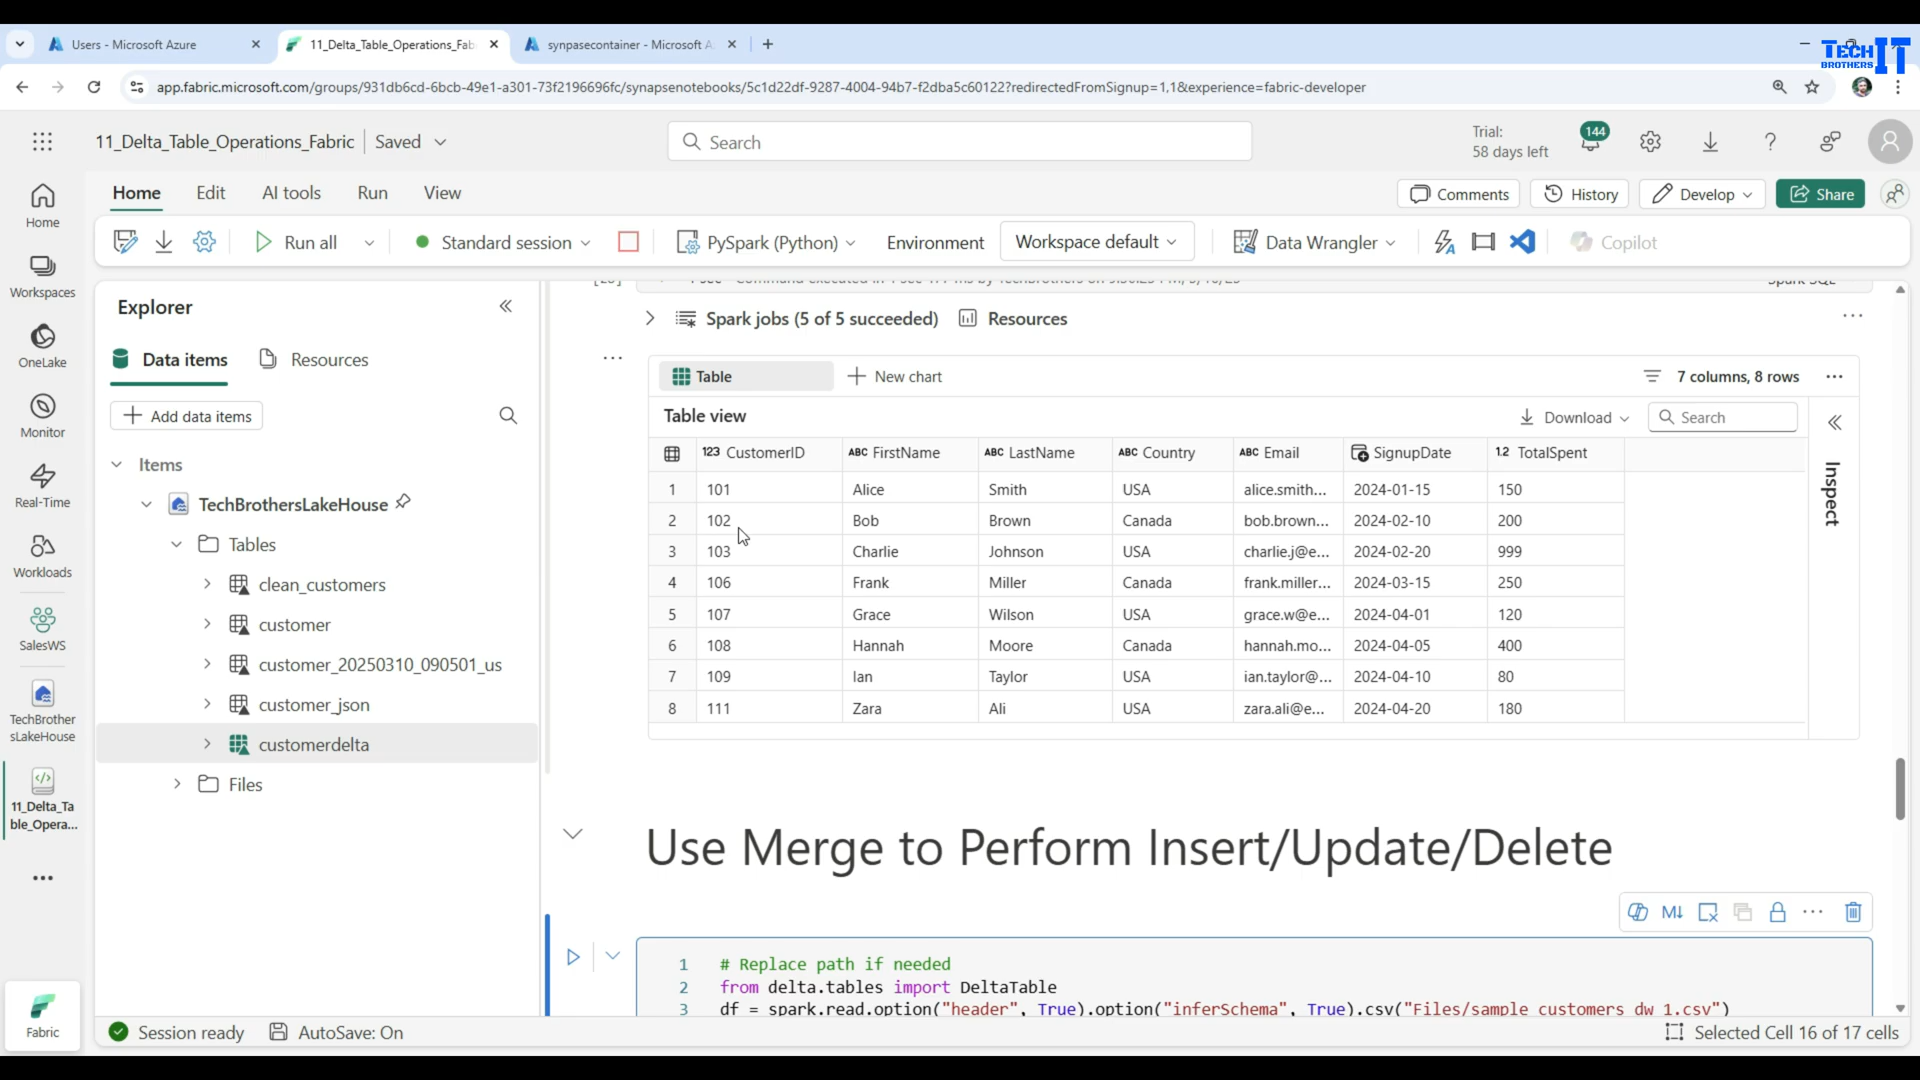 Users - Microsoft Azure
11_Delta_Table_Operations_Fab
synpasecontainer - Microsoft A
TECH IT
BROTHERS
app.fabric.microsoft.com/groups/931db6cd-6bcb-49e1-a301-73f2196696fc/synapsenotebooks/5c1d22df-9287-4004-94b7-f2dba5c60122?redirectedFromSignup=1,1&experience=fabric-developer
11_Delta_Table_Operations_Fabric | Saved
Search
Trial:
58 days left
144
Home Edit AI tools Run View
Comments History Develop Share
Run all Standard session PySpark (Python) Environment Workspace default Data Wrangler Copilot
Home
Workspaces
OneLake
Monitor
Real-Time
Workloads
SalesWS
TechBrother
sLakeHouse
11_Delta_Ta
ble_Opera...
Fabric
Explorer
Data items Resources
Add data items
Items
TechBrothersLakeHouse
Tables
clean_customers
customer
customer_20250310_090501_us
customer_json
customerdelta
Files
Spark jobs (5 of 5 succeeded) Resources
Table New chart 7 columns, 8 rows
Table view Download Search
123 CustomerID ABC FirstName ABC LastName ABC Country ABC Email SignupDate 1.2 TotalSpent
1 101 Alice Smith USA alice.smith... 2024-01-15 150
2 102 Bob Brown Canada bob.brown... 2024-02-10 200
3 103 Charlie Johnson USA charlie.j@e... 2024-02-20 999
4 106 Frank Miller Canada frank.miller... 2024-03-15 250
5 107 Grace Wilson USA grace.w@e... 2024-04-01 120
6 108 Hannah Moore Canada hannah.mo... 2024-04-05 400
7 109 Ian Taylor USA ian.taylor@... 2024-04-10 80
8 111 Zara Ali USA zara.ali@e... 2024-04-20 180
Inspect
Use Merge to Perform Insert/Update/Delete
M↓
1 # Replace path if needed
2 from delta.tables import DeltaTable
3 df = spark.read.option("header", True).option("inferSchema", True).csv("Files/sample_customers_dw_1.csv")
Session ready AutoSave: On Selected Cell 16 of 17 cells